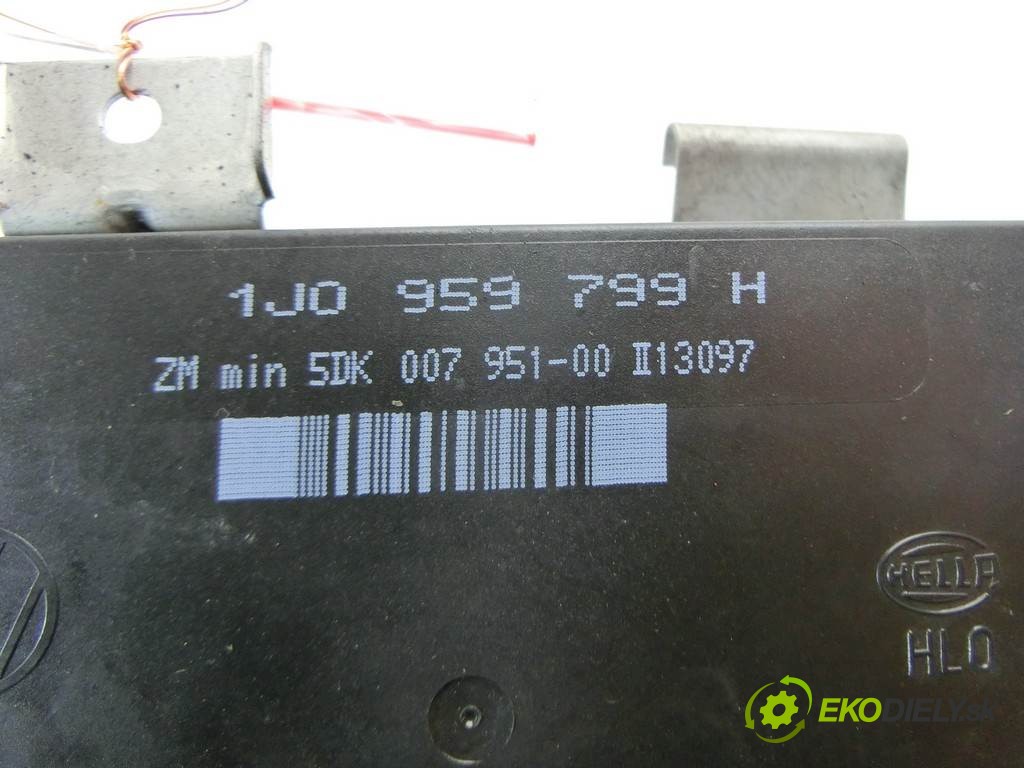 1J0 959 799 H
ZM min 5DK 007 951-00 II13097
HELLA
HLO
EKODIELY.sk